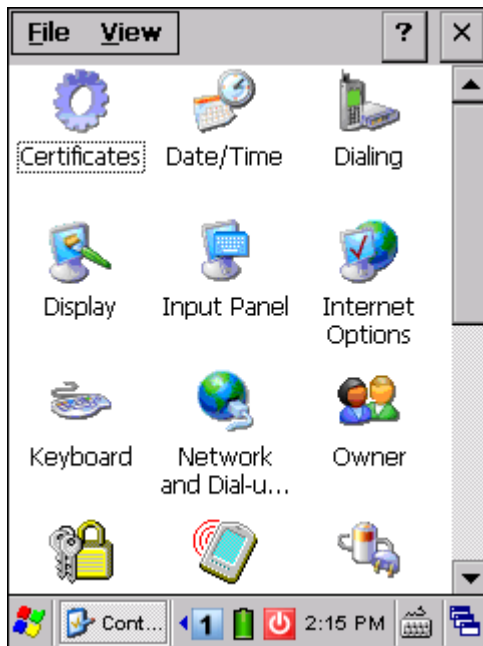 File View ? ×
Certificates Date/Time Dialing
Display Input Panel Internet
Options
Keyboard Network Owner
and Dial-u...
Cont... 1 2:15 PM